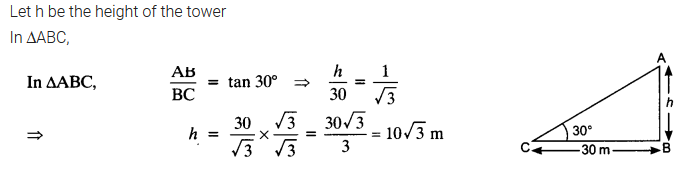 Let h be the height of the tower
In ΔABC,
In ΔABC, AB/BC = tan 30° ⇒ h/30 = 1/√3
⇒ h = 30/√3 × √3/√3 = 30√3/3 = 10√3 m
A
h
30°
C 30 m B